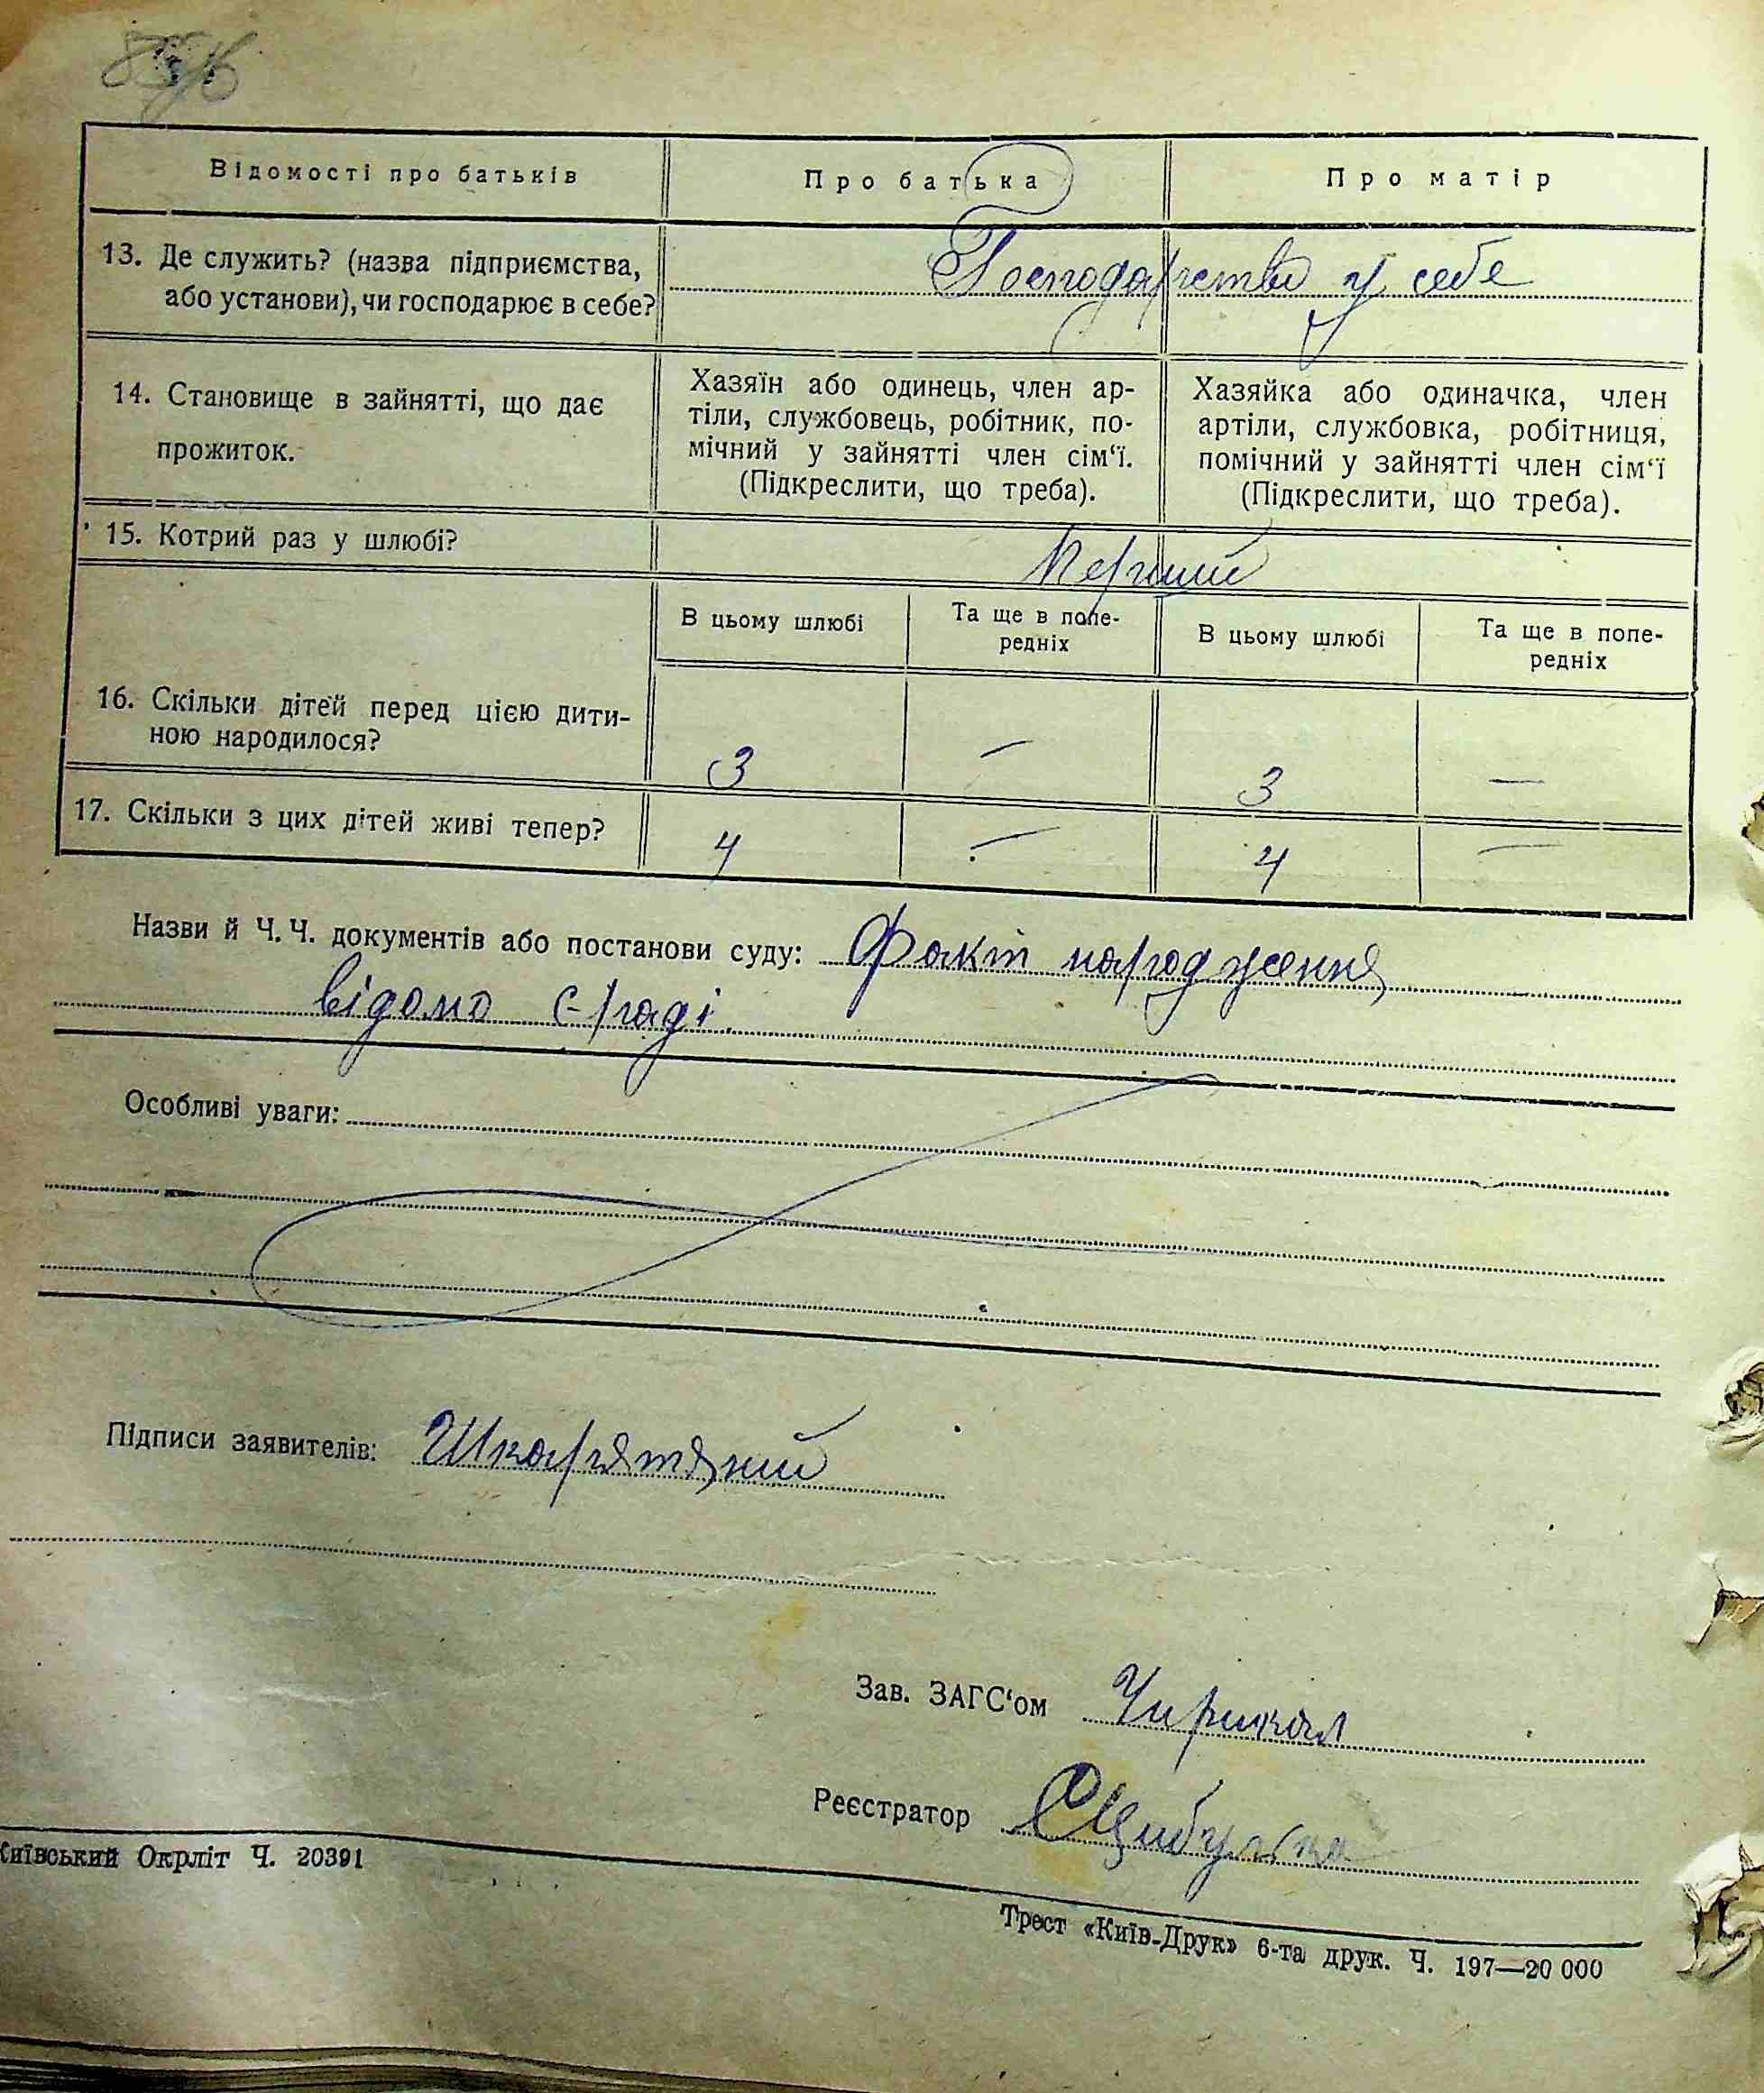 Відомості про батьків
Про батька
Про матір
13. Де служить? (назва підприємства,
або установи), чи господарює в себе?
Господарство у себе
14. Становище в зайнятті, що дає
прожиток.
Хазяїн або одинець, член ар-
тіли, службовець, робітник, по-
мічний у зайнятті член сім‘ї.
(Підкреслити, що треба).
Хазяйка або одиначка, член
артіли, службовка, робітниця,
помічний у зайнятті член сім‘ї
(Підкреслити, що треба).
15. Котрий раз у шлюбі?
Перший
В цьому шлюбі
Та ще в попе-
редніх
В цьому шлюбі
Та ще в попе-
редніх
16. Скільки дітей перед цією дити-
ною народилося?
3
—
3
—
17. Скільки з цих дітей живі тепер?
4
—
4
—
Назви й Ч. Ч. документів або постанови суду: Факт народження
відомо с/раді.
Особливі уваги:
Підписи заявителів: Шкарятяний
Зав. ЗАГС‘ом
Реєстратор
Київський Окрліт Ч. 20391
Трест «Київ-Друк» 6-та друк. Ч. 197—20 000